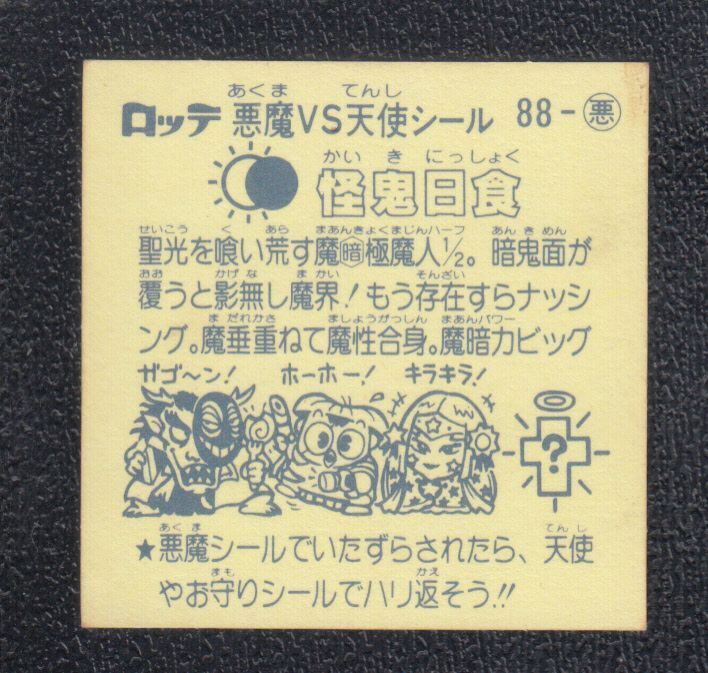 あくま てんし
ロッテ 悪魔VS天使シール 88-悪
かい き にっしょく
怪鬼日食
せいこう く あら まあんきょくまじんハーフ あん き めん
聖光を喰い荒す魔暗極魔人1/2。暗鬼面が
おお かげ な ま かい そんざい
覆うと影無し魔界!もう存在すらナッシ
ま だれ かさ ましょうがっしん まあんパワー
ング。魔垂重ねて魔性合身。魔暗力ビッグ
ガゴ〜ン! ホーホー! キラキラ!
?
あく ま てん し
★悪魔シールでいたずらされたら、天使
まも かえ
やお守りシールでハリ返そう!!